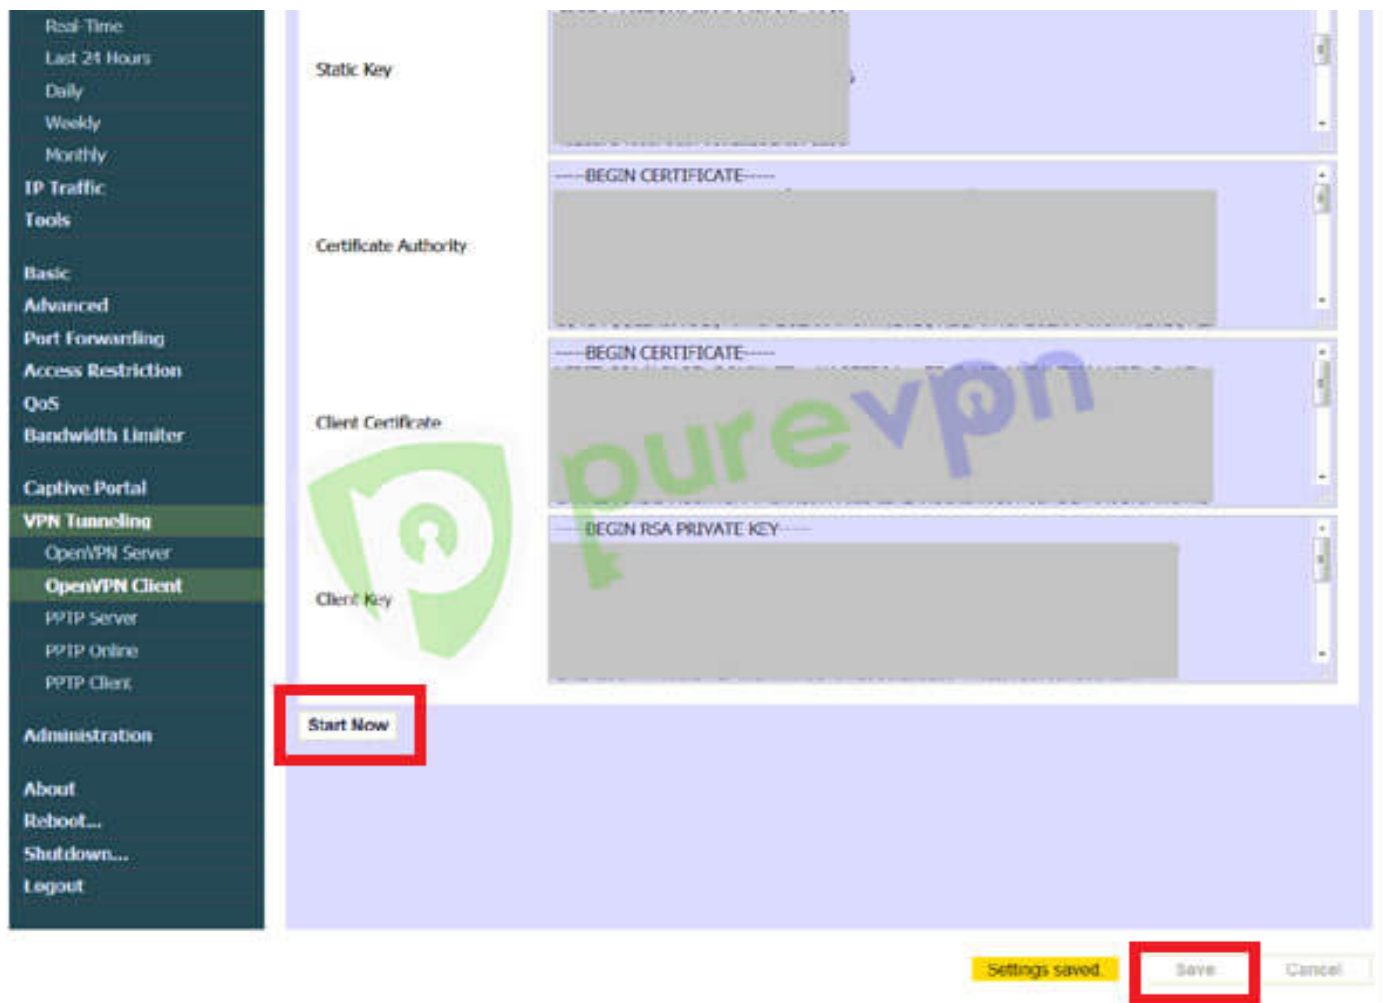 Real-Time
Last 24 Hours
Daily
Weekly
Monthly
IP Traffic
Tools
Basic
Advanced
Port Forwarding
Access Restriction
QoS
Bandwidth Limiter
Captive Portal
VPN Tunneling
OpenVPN Server
OpenVPN Client
PPTP Server
PPTP Online
PPTP Client
Administration
About
Reboot...
Shutdown...
Logout
Static Key
Certificate Authority
-----BEGIN CERTIFICATE-----
Client Certificate
-----BEGIN CERTIFICATE-----
purevpn
Client Key
-----BEGIN RSA PRIVATE KEY-----
Start Now
Settings saved.
Save
Cancel